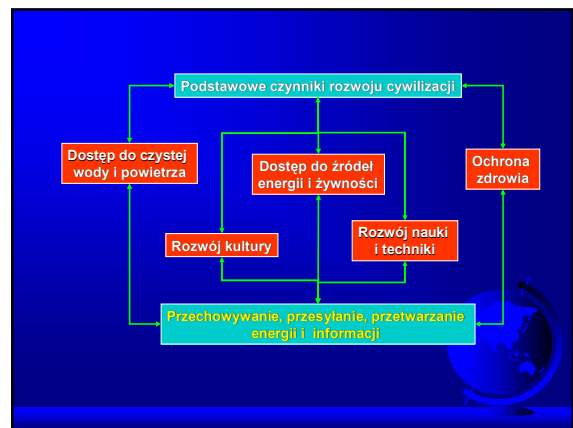 Podstawowe czynniki rozwoju cywilizacji
Dostęp do czystej
wody i powietrza
Dostęp do źródeł
energii i żywności
Ochrona
zdrowia
Rozwój kultury
Rozwój nauki
i techniki
Przechowywanie, przesyłanie, przetwarzanie
energii i informacji